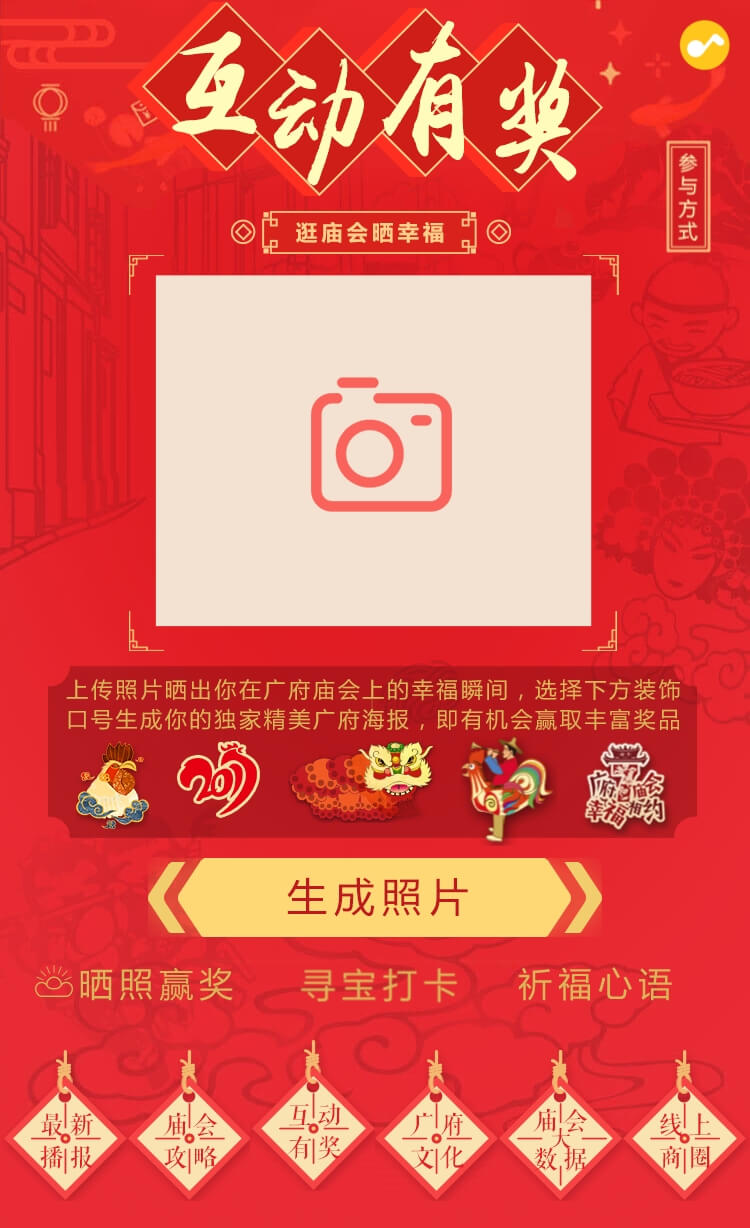 互动有奖
参与方式
逛庙会晒幸福
上传照片晒出你在广府庙会上的幸福瞬间，选择下方装饰
口号生成你的独家精美广府海报，即有机会赢取丰富奖品
2017
广府庙会
幸福相约
生成照片
晒照赢奖 寻宝打卡 祈福心语
最新播报
庙会攻略
互动有奖
广府文化
庙会大数据
线上商圈